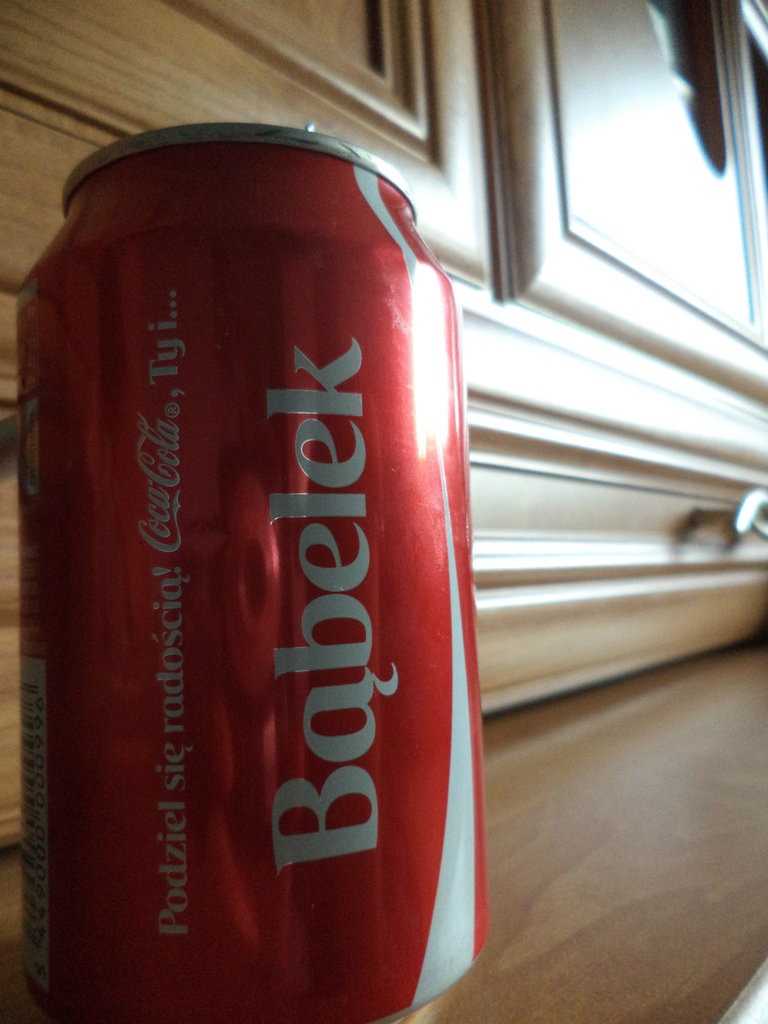 Podziel się radością! Coca-Cola®, Ty i...
Bąbelek